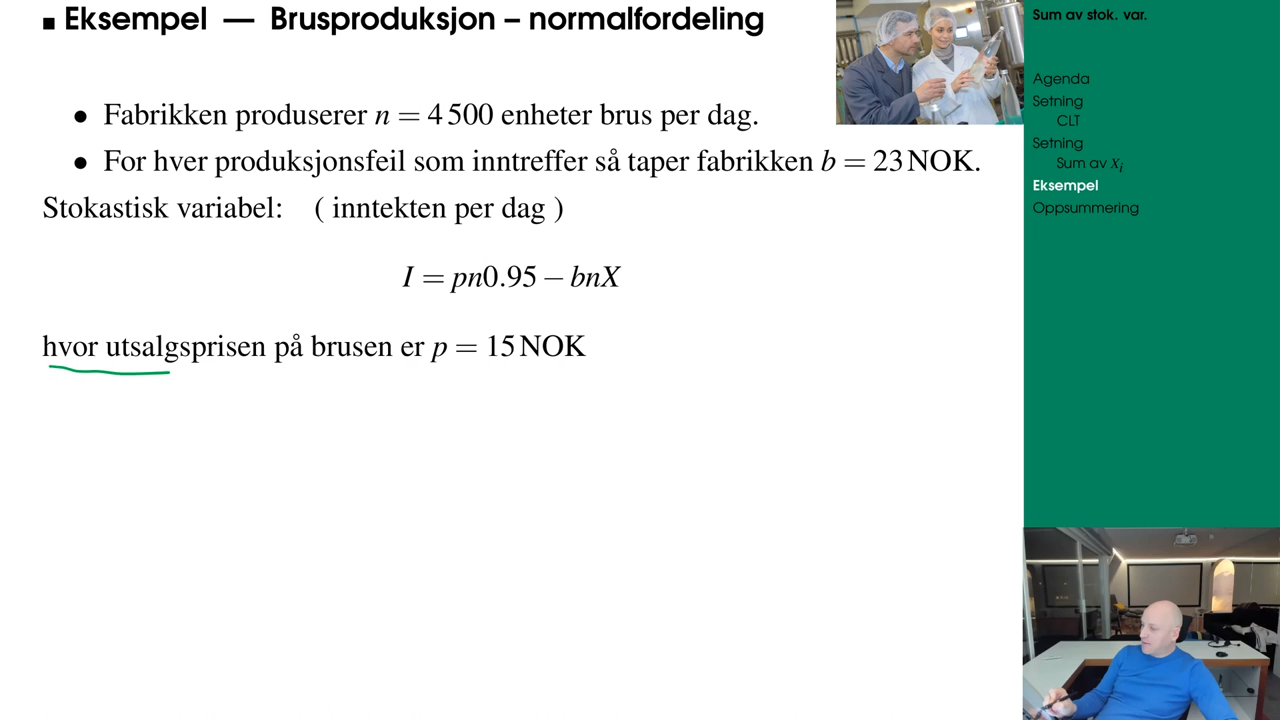 Eksempel — Brusproduksjon – normalfordeling
• Fabrikken produserer n = 4 500 enheter brus per dag.
• For hver produksjonsfeil som inntreffer så taper fabrikken b = 23 NOK.
Stokastisk variabel: ( inntekten per dag )
I = pn0.95 − bnX
hvor utsalgsprisen på brusen er p = 15 NOK
Sum av stok. var.
Agenda
Setning
CLT
Setning
Sum av Xᵢ
Eksempel
Oppsummering